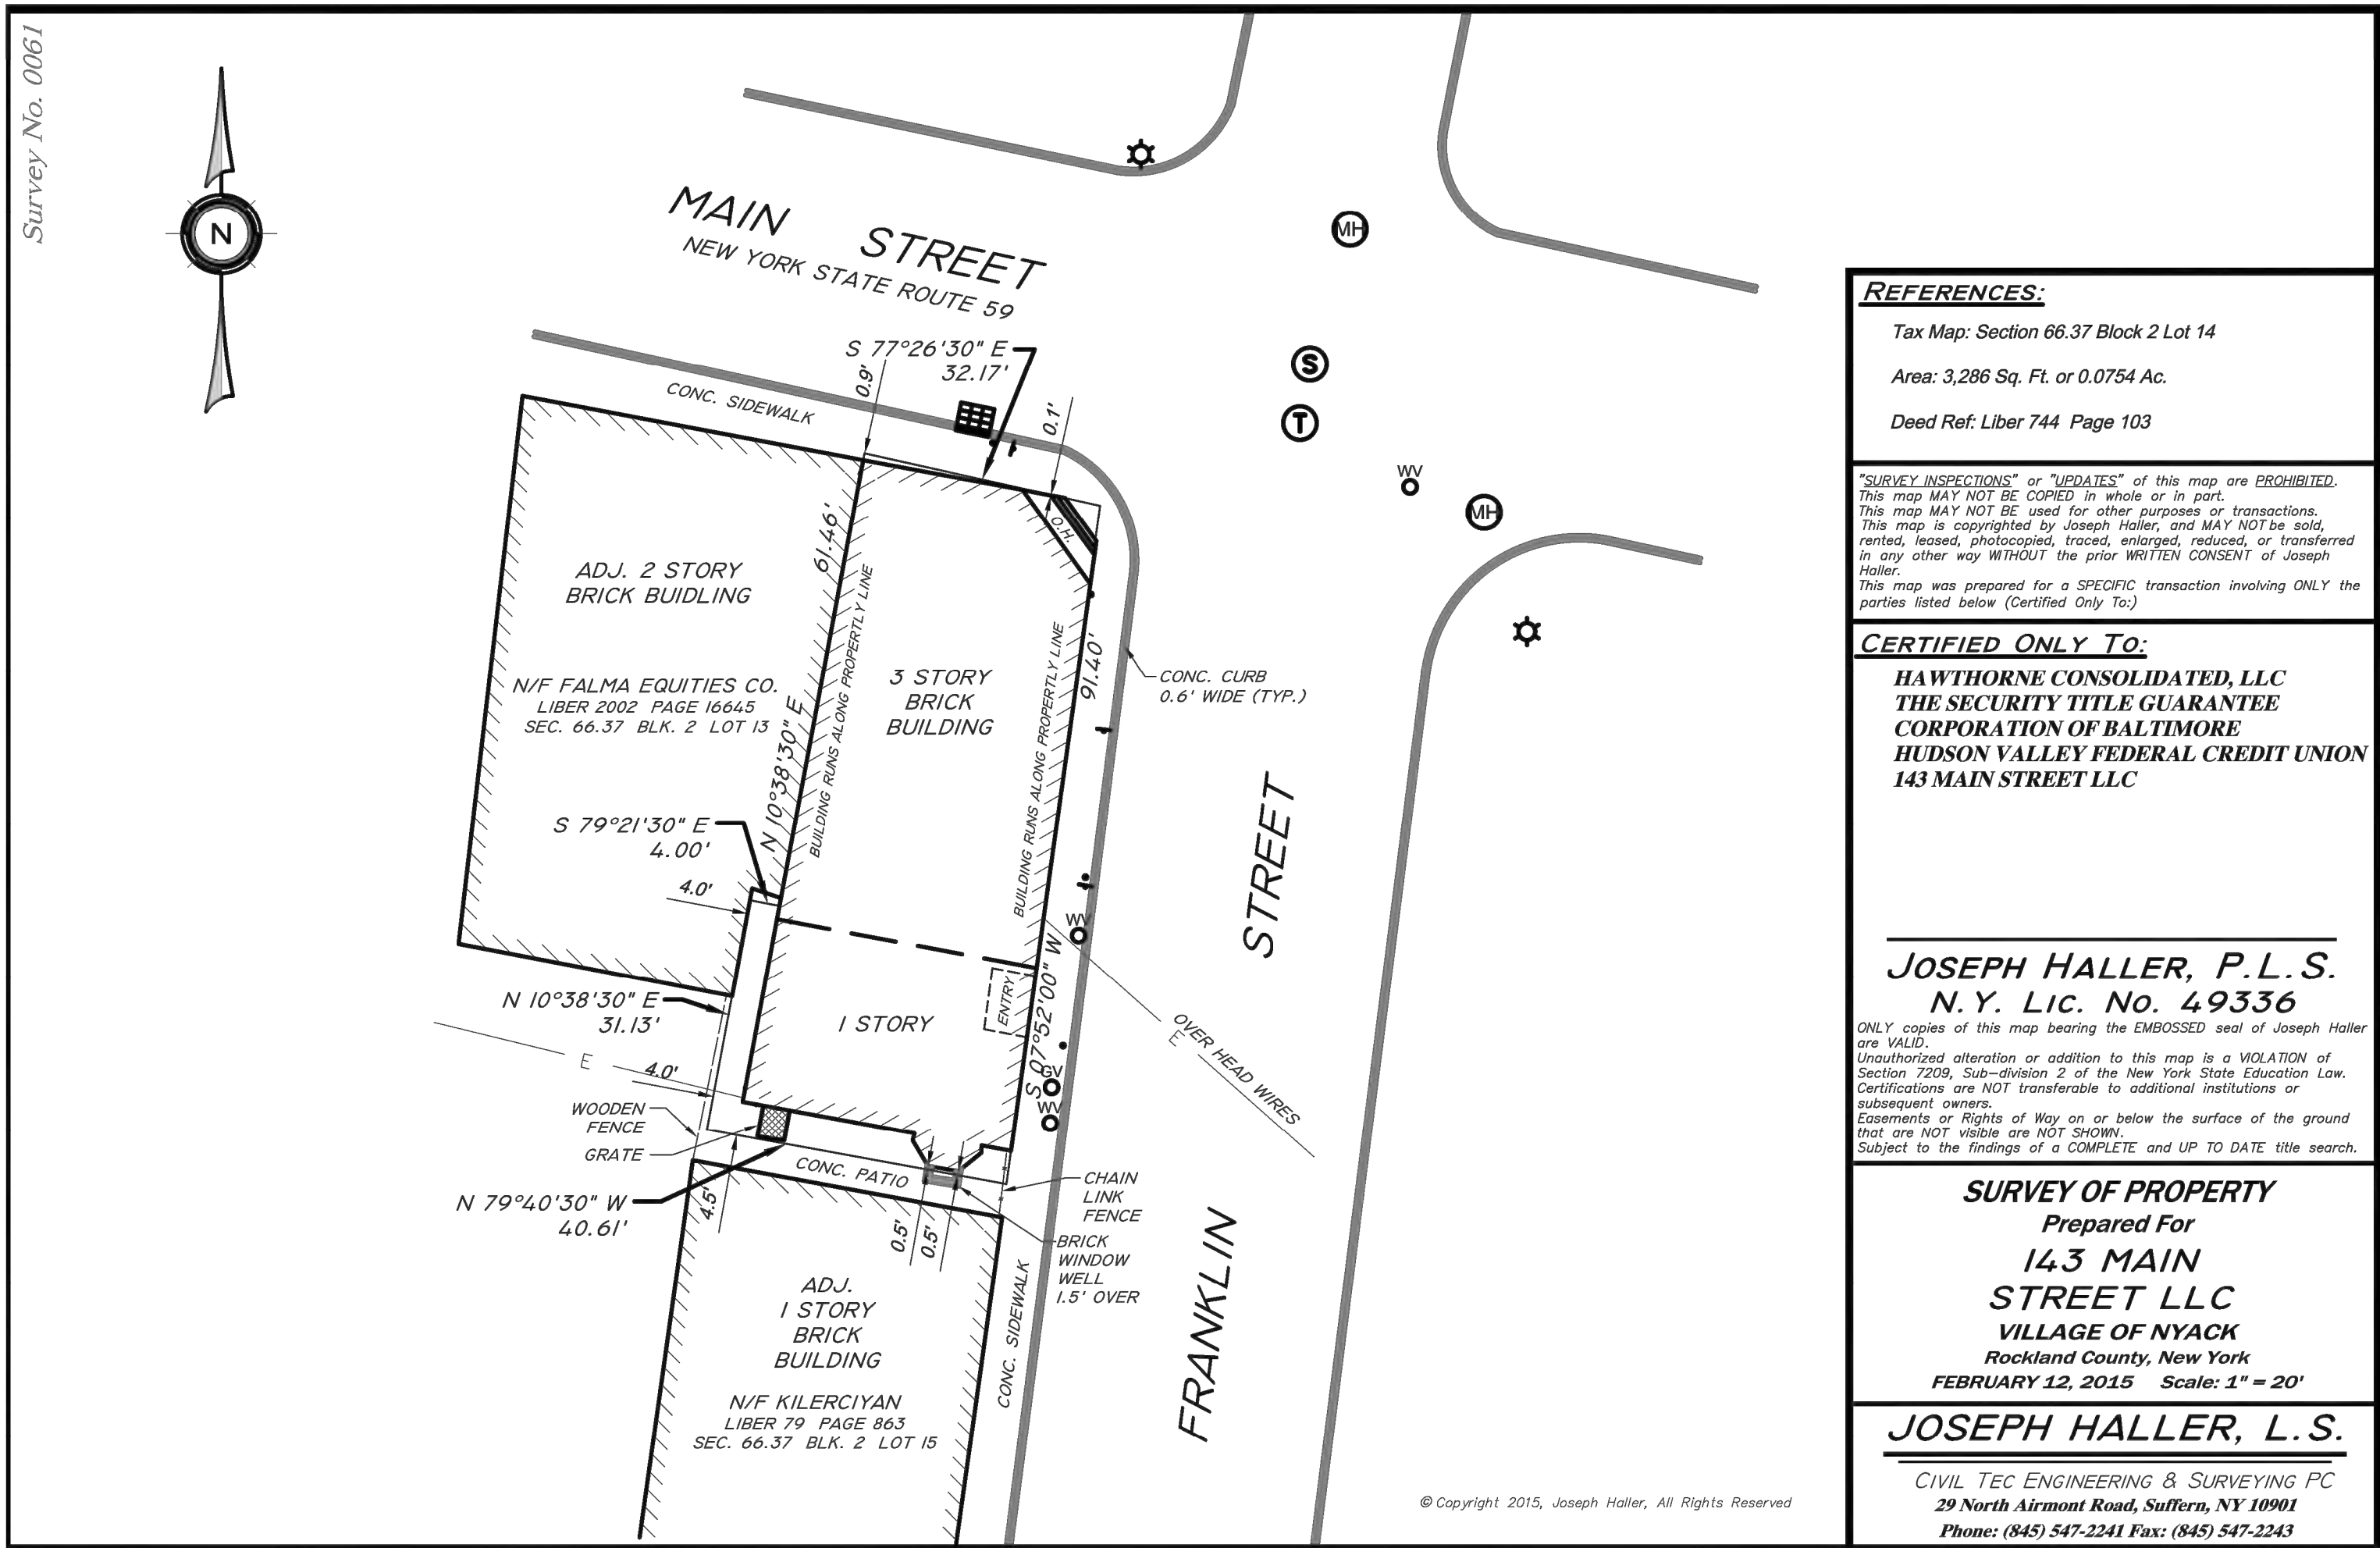 Survey No. 0061
N
MAIN STREET
NEW YORK STATE ROUTE 59
S 77°26'30" E
32.17'
0.9'
0.1'
CONC. SIDEWALK
MH
S
T
WV
MH
O.H.
ADJ. 2 STORY
BRICK BUIDLING
N/F FALMA EQUITIES CO.
LIBER 2002 PAGE 16645
SEC. 66.37 BLK. 2 LOT 13
61.46'
N 10°38'30" E
BUILDING RUNS ALONG PROPERTLY LINE
3 STORY
BRICK
BUILDING
BUILDING RUNS ALONG PROPERTLY LINE
91.40'
S 07°52'00" W
CONC. CURB
0.6' WIDE (TYP.)
S 79°21'30" E
4.00'
4.0'
N 10°38'30" E
31.13'
E
4.0'
1 STORY
ENTRY
WV
GV
WV
OVER HEAD WIRES
E
WOODEN
FENCE
GRATE
CONC. PATIO
N 79°40'30" W
40.61'
4.5'
0.5'
0.5'
CHAIN
LINK
FENCE
BRICK
WINDOW
WELL
1.5' OVER
ADJ.
1 STORY
BRICK
BUILDING
N/F KILERCIYAN
LIBER 79 PAGE 863
SEC. 66.37 BLK. 2 LOT 15
CONC. SIDEWALK
FRANKLIN STREET
© Copyright 2015, Joseph Haller, All Rights Reserved
REFERENCES:
Tax Map: Section 66.37 Block 2 Lot 14
Area: 3,286 Sq. Ft. or 0.0754 Ac.
Deed Ref: Liber 744 Page 103
"SURVEY INSPECTIONS" or "UPDATES" of this map are PROHIBITED.
This map MAY NOT BE COPIED in whole or in part.
This map MAY NOT BE used for other purposes or transactions.
This map is copyrighted by Joseph Haller, and MAY NOT be sold,
rented, leased, photocopied, traced, enlarged, reduced, or transferred
in any other way WITHOUT the prior WRITTEN CONSENT of Joseph
Haller.
This map was prepared for a SPECIFIC transaction involving ONLY the
parties listed below (Certified Only To:)
CERTIFIED ONLY TO:
HAWTHORNE CONSOLIDATED, LLC
THE SECURITY TITLE GUARANTEE
CORPORATION OF BALTIMORE
HUDSON VALLEY FEDERAL CREDIT UNION
143 MAIN STREET LLC
JOSEPH HALLER, P.L.S.
N.Y. LIC. NO. 49336
ONLY copies of this map bearing the EMBOSSED seal of Joseph Haller
are VALID.
Unauthorized alteration or addition to this map is a VIOLATION of
Section 7209, Sub-division 2 of the New York State Education Law.
Certifications are NOT transferable to additional institutions or
subsequent owners.
Easements or Rights of Way on or below the surface of the ground
that are NOT visible are NOT SHOWN.
Subject to the findings of a COMPLETE and UP TO DATE title search.
SURVEY OF PROPERTY
Prepared For
143 MAIN
STREET LLC
VILLAGE OF NYACK
Rockland County, New York
FEBRUARY 12, 2015 Scale: 1" = 20'
JOSEPH HALLER, L.S.
CIVIL TEC ENGINEERING & SURVEYING PC
29 North Airmont Road, Suffern, NY 10901
Phone: (845) 547-2241 Fax: (845) 547-2243